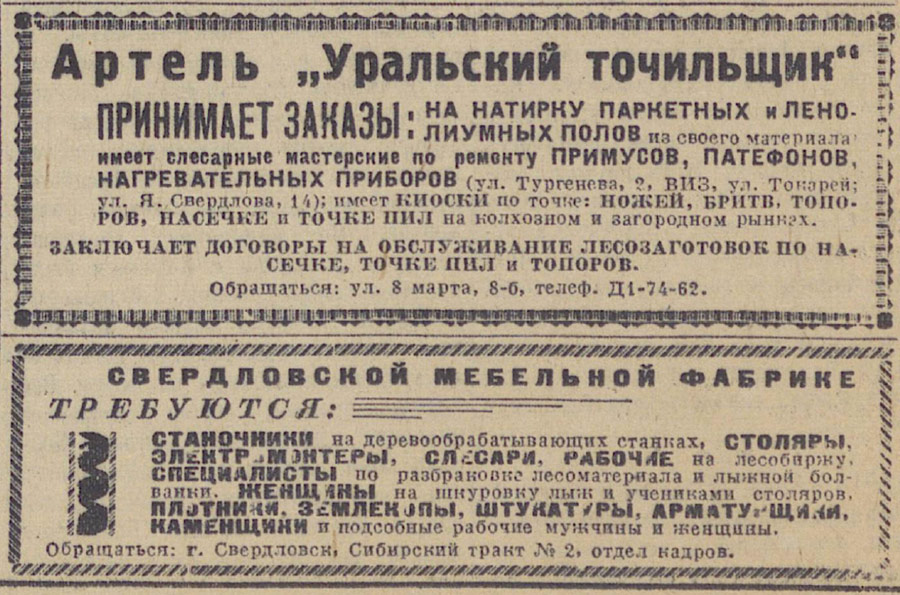 Артель „Уральский точильщик“
ПРИНИМАЕТ ЗАКАЗЫ: НА НАТИРКУ ПАРКЕТНЫХ и ЛЕНО-
ЛИУМНЫХ ПОЛОВ из своего материала
имеет слесарные мастерские по ремонту ПРИМУСОВ, ПАТЕФОНОВ,
НАГРЕВАТЕЛЬНЫХ ПРИБОРОВ (ул. Тургенева, 2, ВИЗ, ул. Токарей;
ул. Я. Свердлова, 14); имеет КИОСКИ по точке: НОЖЕЙ, БРИТВ, ТОПО-
РОВ, НАСЕЧКЕ и ТОЧКЕ ПИЛ на колхозном и загородном рынках.
ЗАКЛЮЧАЕТ ДОГОВОРЫ НА ОБСЛУЖИВАНИЕ ЛЕСОЗАГОТОВОК ПО НА-
СЕЧКЕ, ТОЧКЕ ПИЛ и ТОПОРОВ.
Обращаться: ул. 8 марта, 8-б, телеф. Д1-74-62.
СВЕРДЛОВСКОЙ МЕБЕЛЬНОЙ ФАБРИКЕ
ТРЕБУЮТСЯ:
СТАНОЧНИКИ на деревообрабатывающих станках, СТОЛЯРЫ,
ЭЛЕКТРОМОНТЕРЫ, СЛЕСАРИ, РАБОЧИЕ на лесобиржу,
СПЕЦИАЛИСТЫ по разбраковке лесоматериала и лыжной бол-
ванки, ЖЕНЩИНЫ на шкуровку лыж и учениками столяров,
ПЛОТНИКИ, ЗЕМЛЕКОПЫ, ШТУКАТУРЫ, АРМАТУРЩИКИ,
КАМЕНЩИКИ и подсобные рабочие мужчины и женщины.
Обращаться: г. Свердловск, Сибирский тракт № 2, отдел кадров.